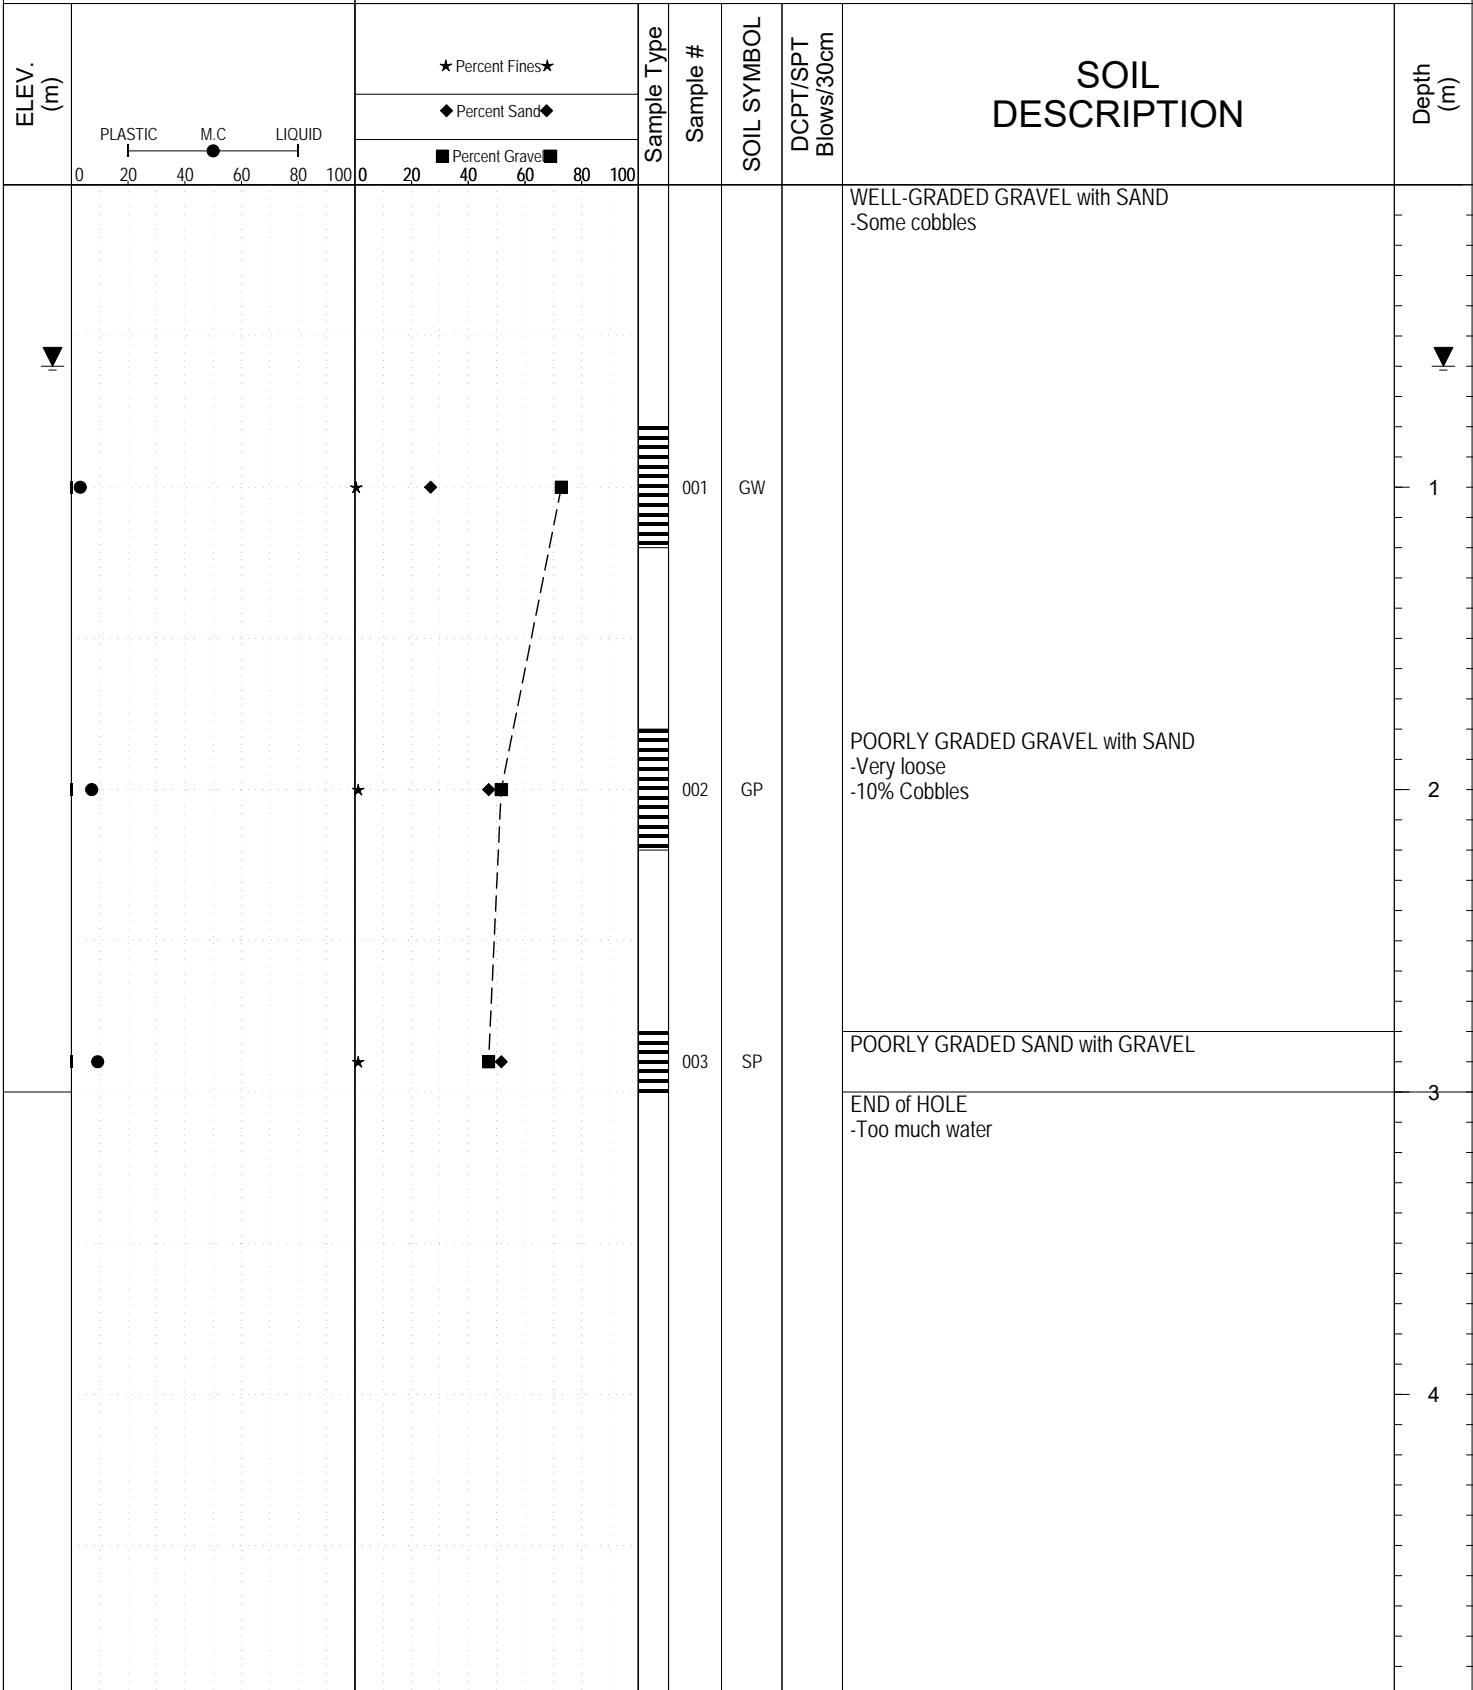 ELEV.
(m)
PLASTIC M.C LIQUID
0 20 40 60 80 100
★ Percent Fines★
◆ Percent Sand◆
■ Percent Gravel■
0 20 40 60 80 100
Sample Type
Sample #
SOIL SYMBOL
DCPT/SPT
Blows/30cm
SOIL
DESCRIPTION
Depth
(m)
WELL-GRADED GRAVEL with SAND
-Some cobbles
001 GW 1
POORLY GRADED GRAVEL with SAND
-Very loose
-10% Cobbles
002 GP 2
POORLY GRADED SAND with GRAVEL
003 SP
3
END of HOLE
-Too much water
4